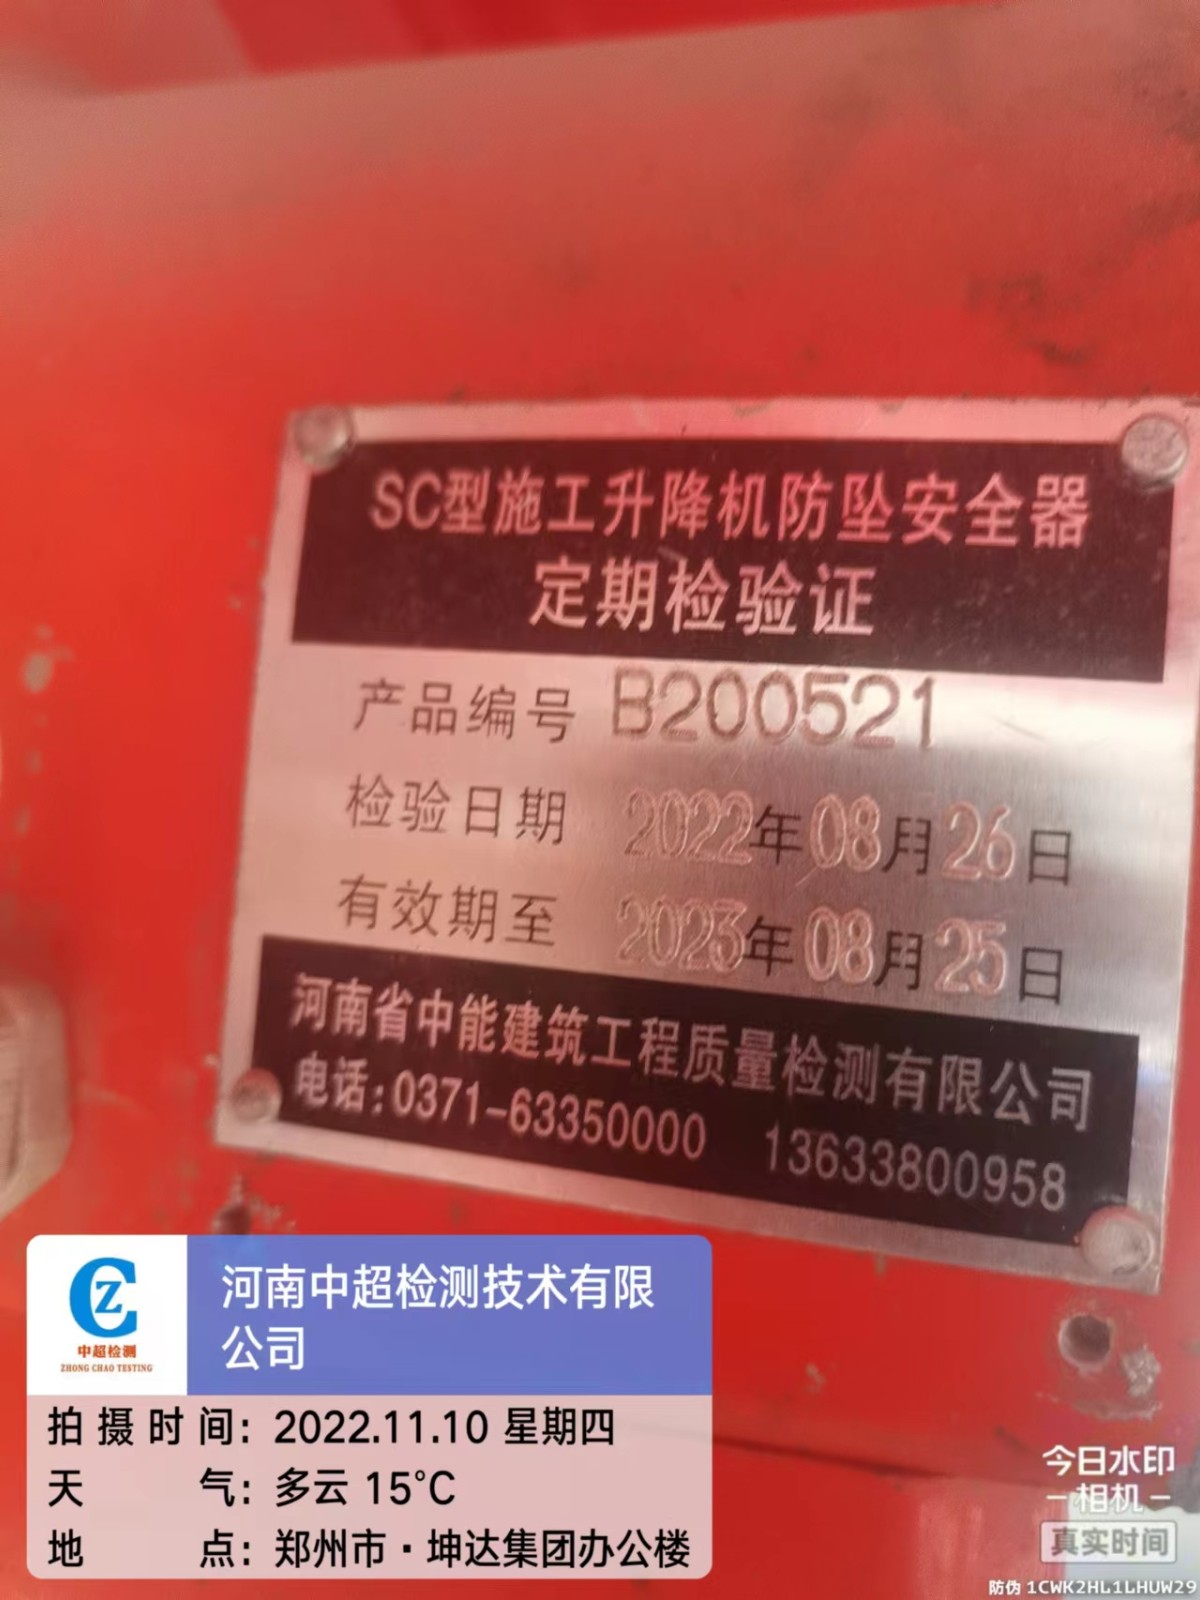 SC型施工升降机防坠安全器
定期检验证
产品编号 B200521
检验日期 2022年08月26日
有效期至 2023年08月25日
河南省中能建筑工程质量检测有限公司
电话:0371-63350000 13633800958
CZ
中超检测
ZHONG CHAO TESTING
河南中超检测技术有限
公司
拍摄时间: 2022.11.10 星期四
天气: 多云 15℃
地点: 郑州市·坤达集团办公楼
今日水印
-相机-
真实时间
防伪 1CWK2HL1LHUW29